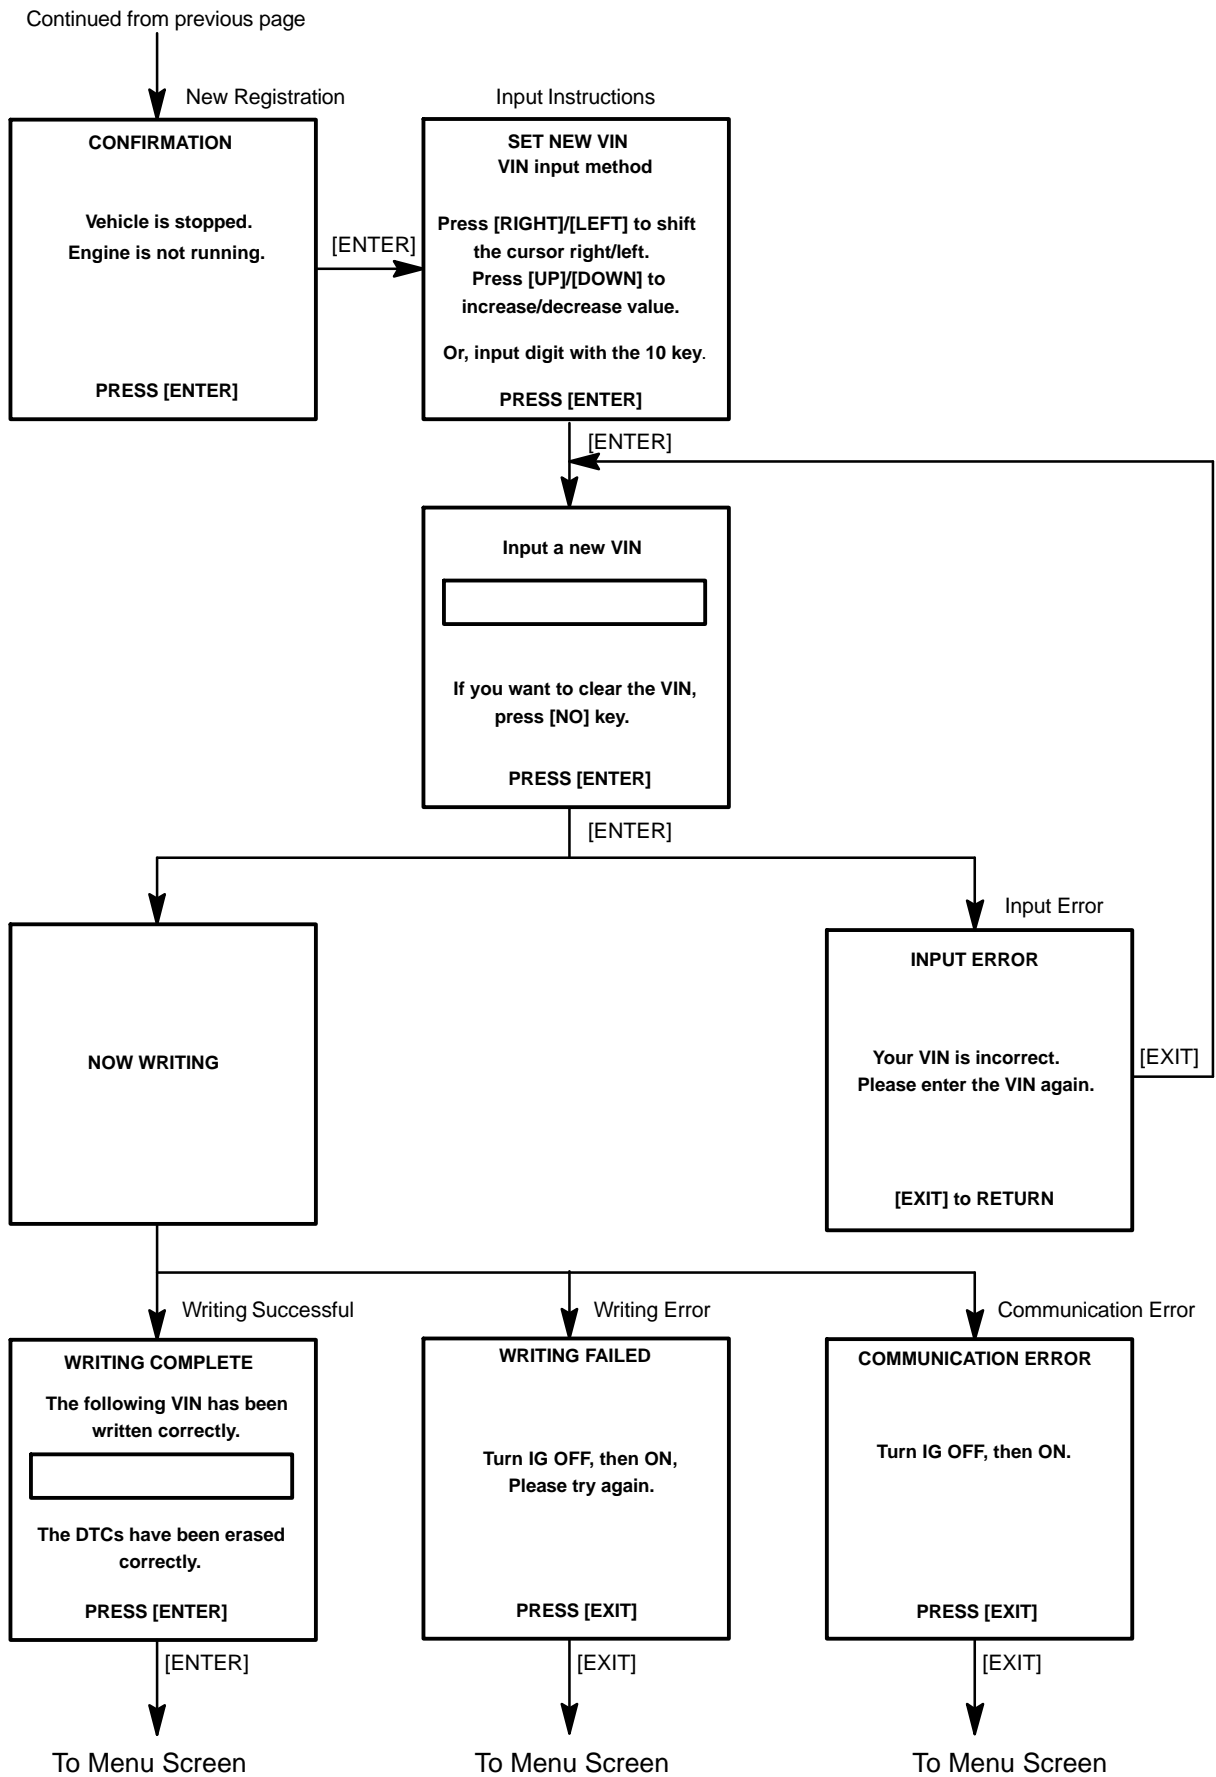 Continued from previous page
New Registration
CONFIRMATION
Vehicle is stopped.
Engine is not running.
PRESS [ENTER]
[ENTER]
Input Instructions
SET NEW VIN
VIN input method
Press [RIGHT]/[LEFT] to shift
the cursor right/left.
Press [UP]/[DOWN] to
increase/decrease value.
Or, input digit with the 10 key.
PRESS [ENTER]
[ENTER]
Input a new VIN
If you want to clear the VIN,
press [NO] key.
PRESS [ENTER]
[ENTER]
NOW WRITING
Input Error
INPUT ERROR
Your VIN is incorrect.
Please enter the VIN again.
[EXIT] to RETURN
[EXIT]
Writing Successful
WRITING COMPLETE
The following VIN has been
written correctly.
The DTCs have been erased
correctly.
PRESS [ENTER]
[ENTER]
To Menu Screen
Writing Error
WRITING FAILED
Turn IG OFF, then ON,
Please try again.
PRESS [EXIT]
[EXIT]
To Menu Screen
Communication Error
COMMUNICATION ERROR
Turn IG OFF, then ON.
PRESS [EXIT]
[EXIT]
To Menu Screen